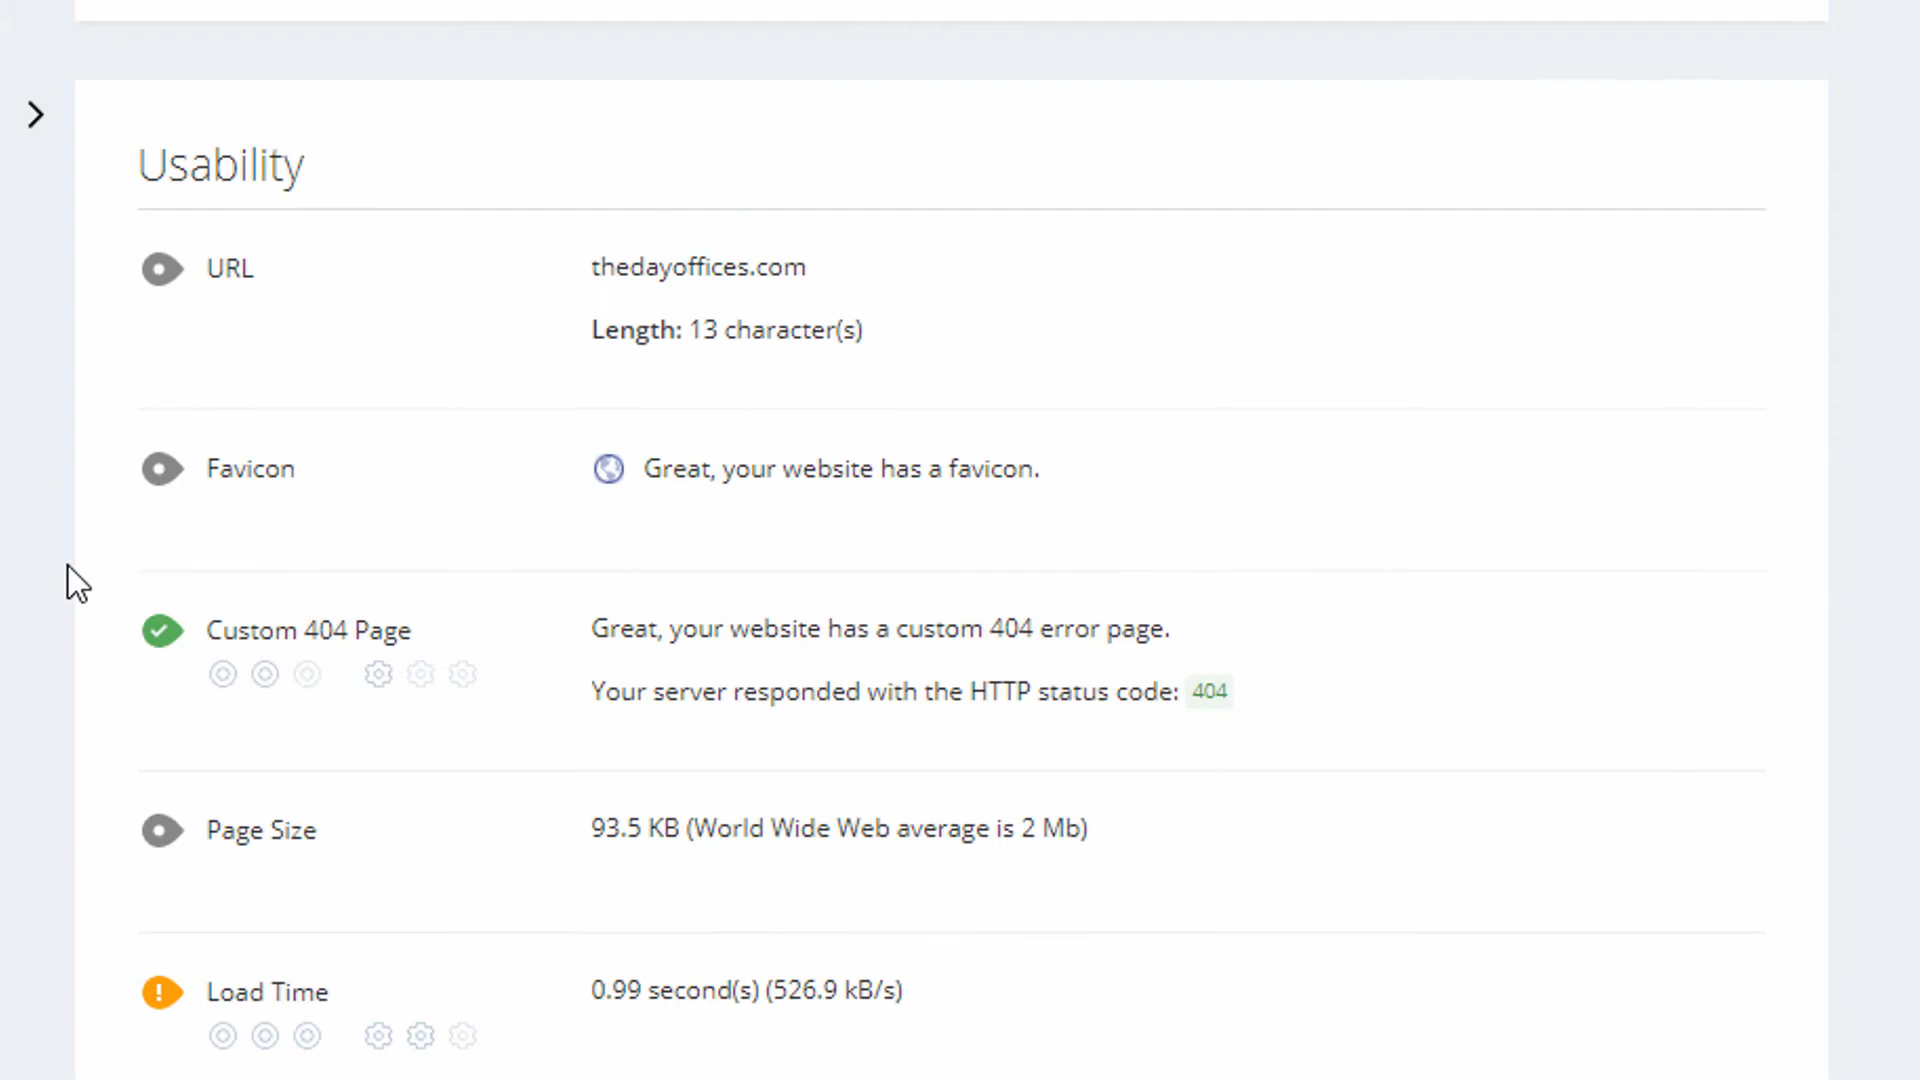 Usability
URL
thedayoffices.com
Length: 13 character(s)
Favicon
Great, your website has a favicon.
Custom 404 Page
Great, your website has a custom 404 error page.
Your server responded with the HTTP status code: 404
Page Size
93.5 KB (World Wide Web average is 2 Mb)
Load Time
0.99 second(s) (526.9 kB/s)